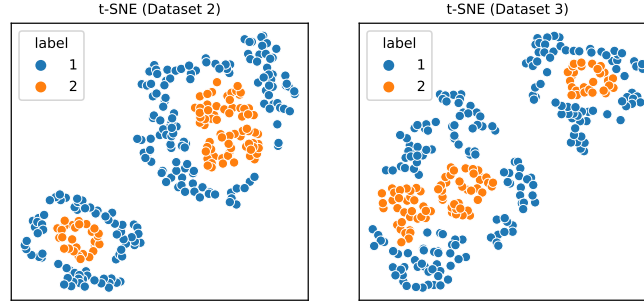 t-SNE (Dataset 2)
label
1
2
t-SNE (Dataset 3)
label
1
2